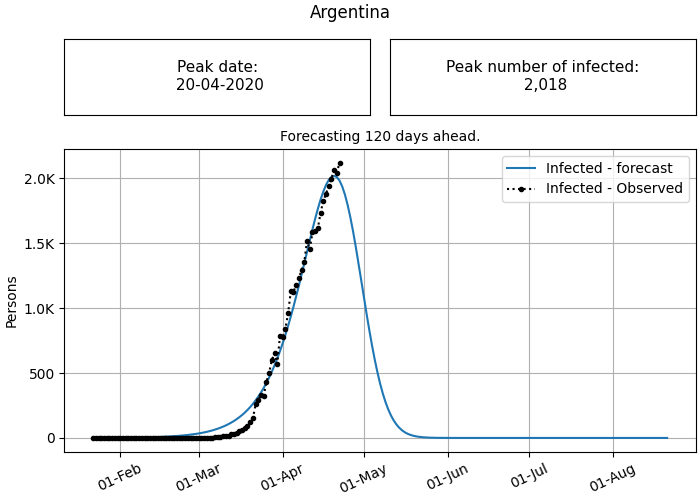 Argentina
Peak date:
20-04-2020
Peak number of infected:
2,018
Forecasting 120 days ahead.
Infected - forecast
Infected - Observed
Persons
2.0K
1.5K
1.0K
500
0
01-Feb
01-Mar
01-Apr
01-May
01-Jun
01-Jul
01-Aug